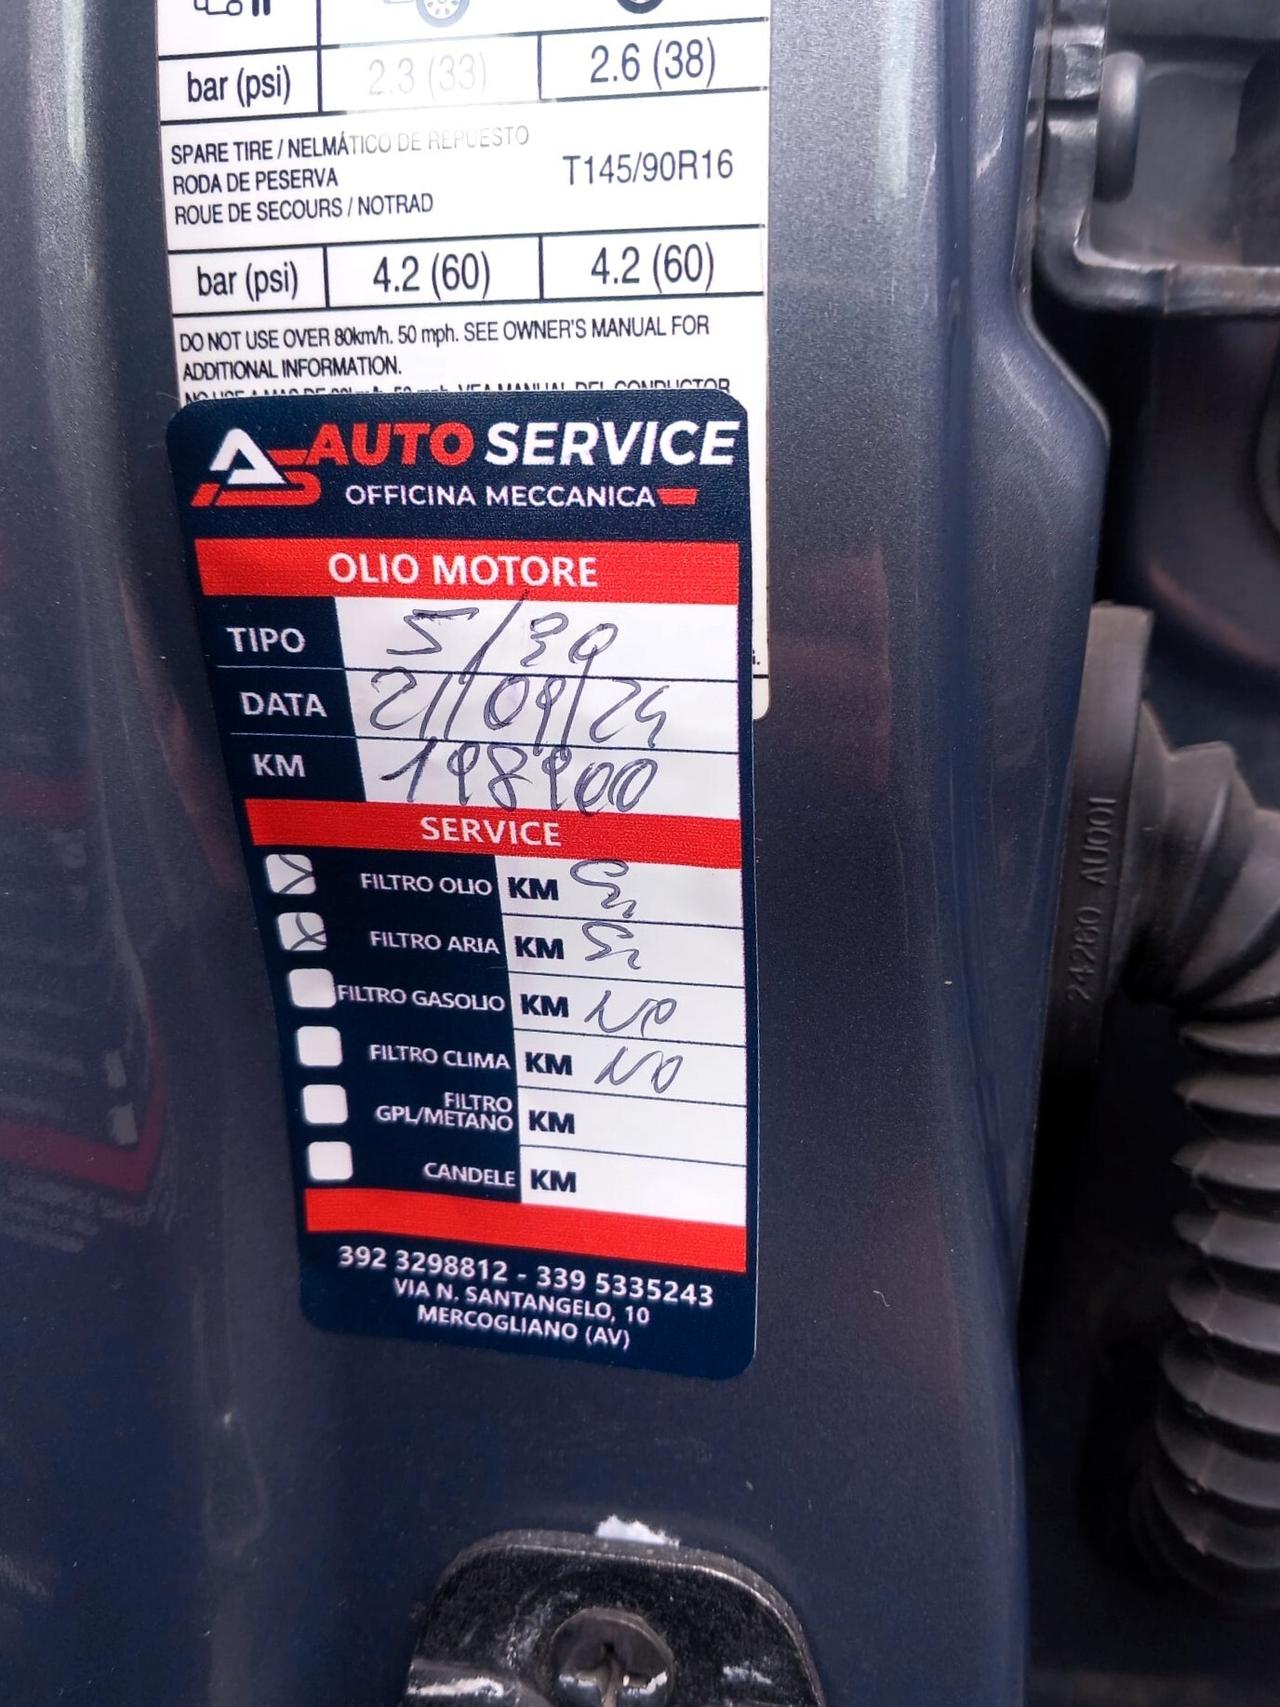 bar (psi) 2.3 (33) 2.6 (38)
SPARE TIRE / NELMÁTICO DE REPUESTO
RODA DE PESERVA
ROUE DE SECOURS / NOTRAD
T145/90R16
bar (psi) 4.2 (60) 4.2 (60)
DO NOT USE OVER 80km/h. 50 mph. SEE OWNER'S MANUAL FOR
ADDITIONAL INFORMATION.
AS AUTO SERVICE
OFFICINA MECCANICA
OLIO MOTORE
TIPO 5/30
DATA 21/09/24
KM 198900
SERVICE
FILTRO OLIO KM Si
FILTRO ARIA KM Si
FILTRO GASOLIO KM NO
FILTRO CLIMA KM NO
FILTRO
GPL/METANO KM
CANDELE KM
392 3298812 - 339 5335243
VIA N. SANTANGELO, 10
MERCOGLIANO (AV)
24260 AU001